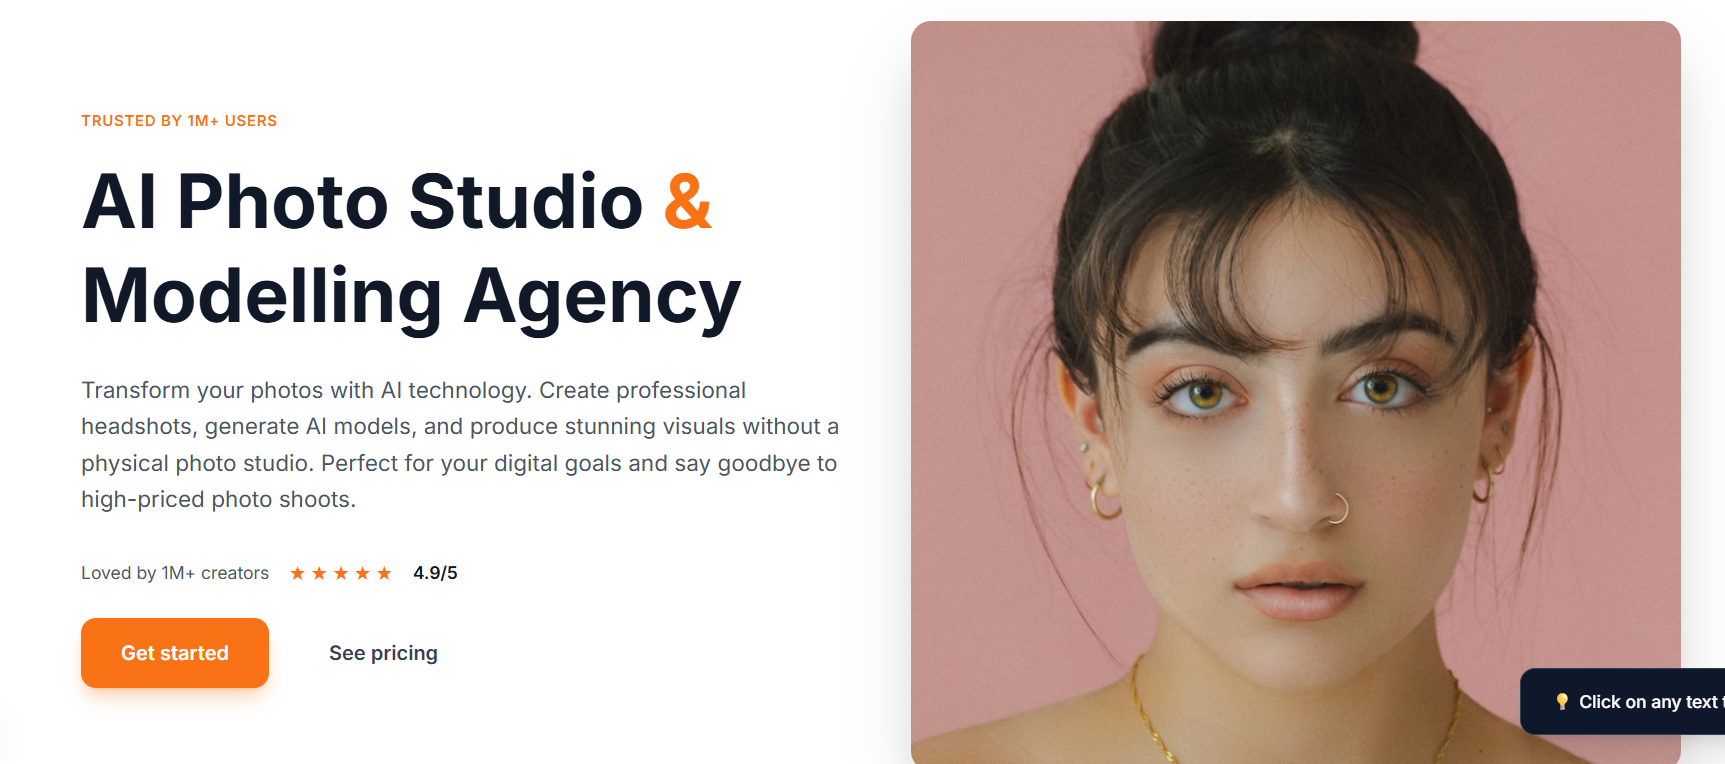 TRUSTED BY 1M+ USERS
AI Photo Studio &
Modelling Agency
Transform your photos with AI technology. Create professional
headshots, generate AI models, and produce stunning visuals without a
physical photo studio. Perfect for your digital goals and say goodbye to
high-priced photo shoots.
Loved by 1M+ creators ★★★★★ 4.9/5
Get started See pricing
Click on any text